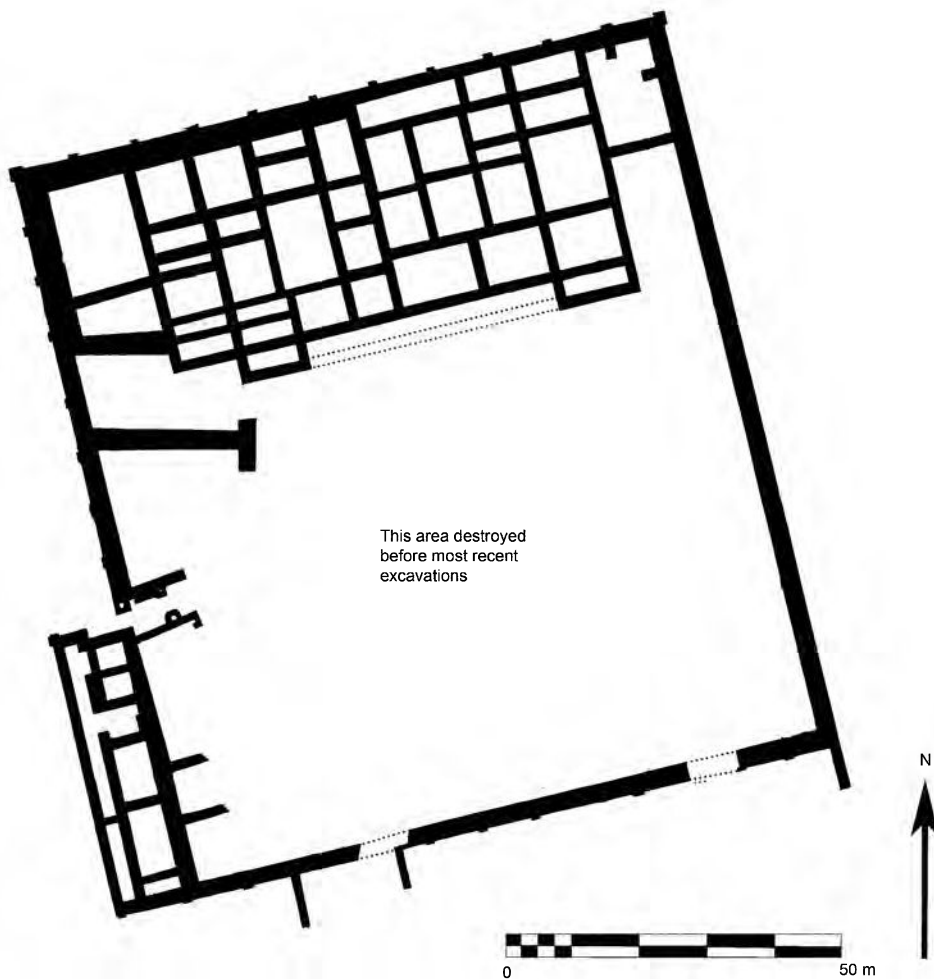 This area destroyed
before most recent
excavations
N
0
50 m